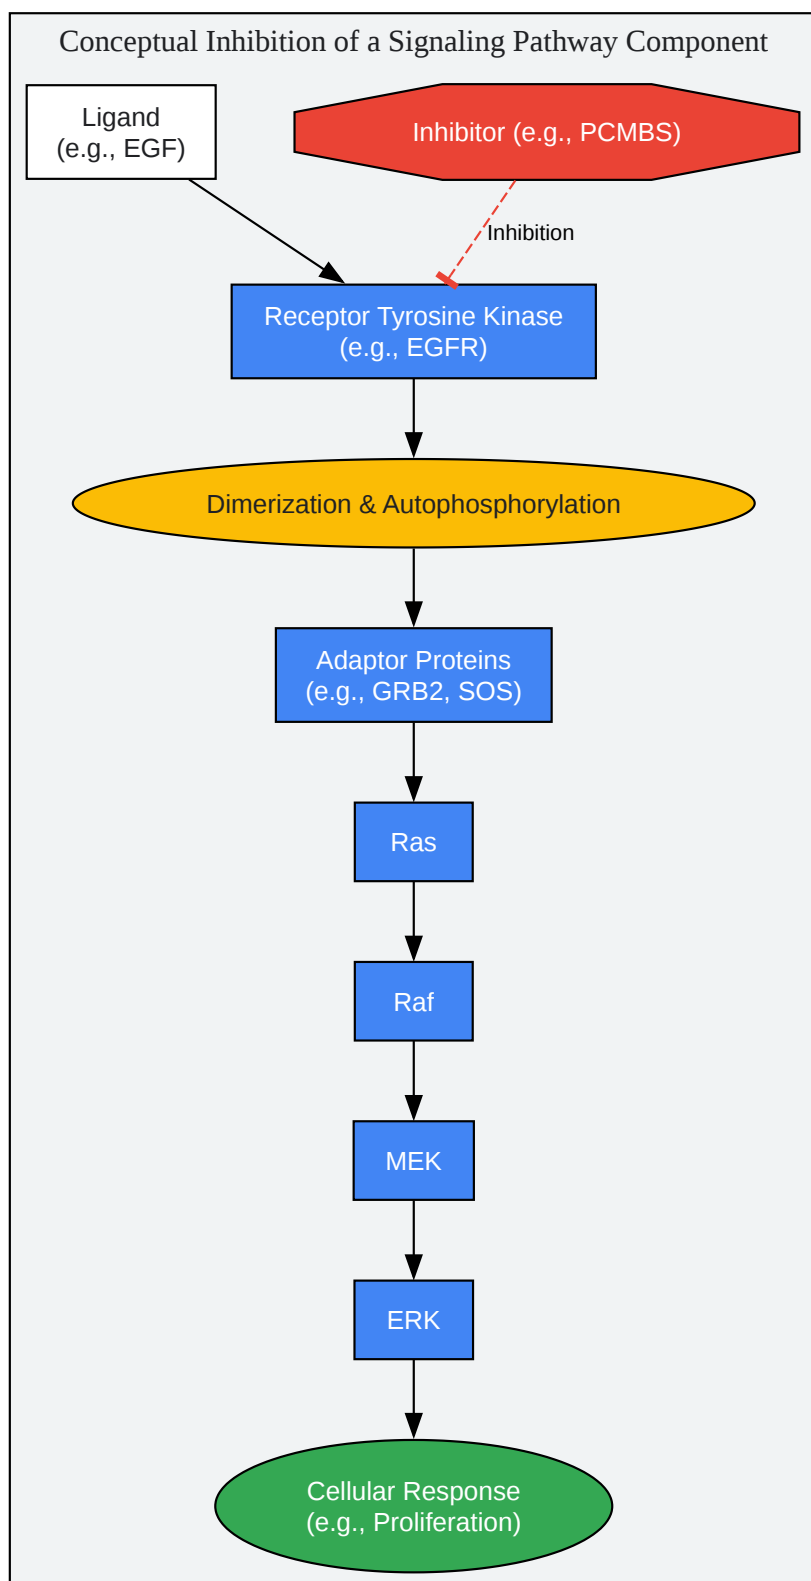 Conceptual Inhibition of a Signaling Pathway Component
Ligand
(e.g., EGF)
Inhibitor (e.g., PCMBS)
Inhibition
Receptor Tyrosine Kinase
(e.g., EGFR)
Dimerization & Autophosphorylation
Adaptor Proteins
(e.g., GRB2, SOS)
Ras
Raf
MEK
ERK
Cellular Response
(e.g., Proliferation)